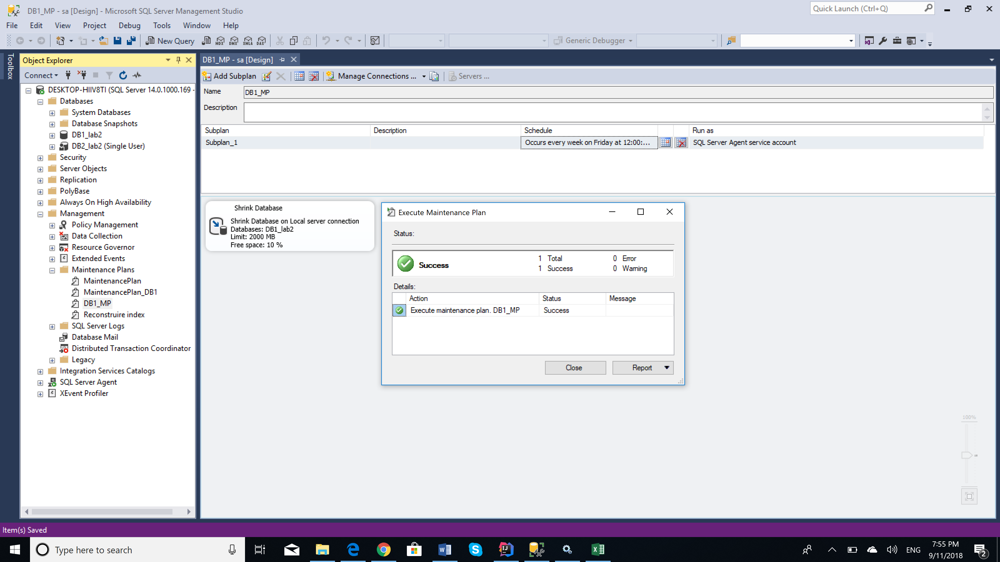 DB1_MP - sa [Design] - Microsoft SQL Server Management Studio
Quick Launch (Ctrl+Q)
File Edit View Project Debug Tools Window Help
New Query MDX DMX XMLA DAX Generic Debugger
Toolbox
Object Explorer
Connect
DESKTOP-HIIV8TI (SQL Server 14.0.1000.169 -
Databases
System Databases
Database Snapshots
DB1_lab2
DB2_lab2 (Single User)
Security
Server Objects
Replication
PolyBase
Always On High Availability
Management
Policy Management
Data Collection
Resource Governor
Extended Events
Maintenance Plans
MaintenancePlan
MaintenancePlan_DB1
DB1_MP
Reconstruire index
SQL Server Logs
Database Mail
Distributed Transaction Coordinator
Legacy
Integration Services Catalogs
SQL Server Agent
XEvent Profiler
DB1_MP - sa [Design]
Add Subplan Manage Connections ... Servers ...
Name DB1_MP
Description
Subplan Description Schedule Run as
Subplan_1 Occurs every week on Friday at 12:00:... SQL Server Agent service account
Shrink Database
Shrink Database on Local server connection
Databases: DB1_lab2
Limit: 2000 MB
Free space: 10 %
Execute Maintenance Plan
Status:
Success
1 Total 0 Error
1 Success 0 Warning
Details:
Action Status Message
Execute maintenance plan. DB1_MP Success
Close Report
100%
Item(s) Saved
Type here to search
ENG
7:55 PM
9/11/2018
2